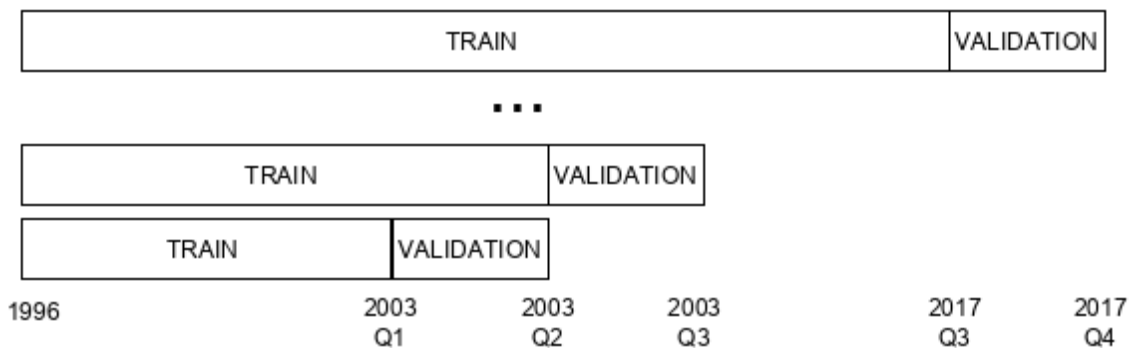 TRAIN VALIDATION
...
TRAIN VALIDATION
TRAIN VALIDATION
1996 2003 2003 2003 2017 2017
Q1 Q2 Q3 Q3 Q4